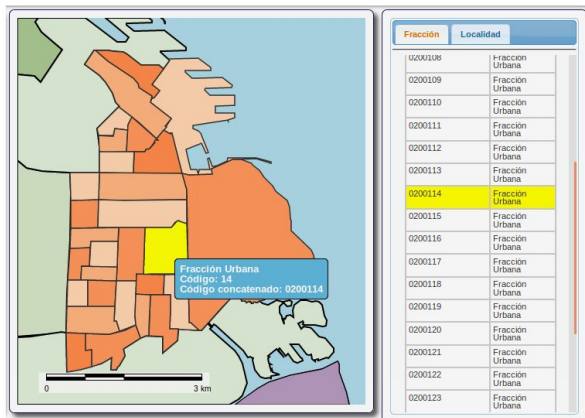 Fracción Urbana
Código: 14
Código concatenado: 0200114
0
3 km
Fracción
Localidad
0200108 Fracción
Urbana
0200109 Fracción
Urbana
0200110 Fracción
Urbana
0200111 Fracción
Urbana
0200112 Fracción
Urbana
0200113 Fracción
Urbana
0200114 Fracción
Urbana
0200115 Fracción
Urbana
0200116 Fracción
Urbana
0200117 Fracción
Urbana
0200118 Fracción
Urbana
0200119 Fracción
Urbana
0200120 Fracción
Urbana
0200121 Fracción
Urbana
0200122 Fracción
Urbana
0200123 Fracción
Urbana